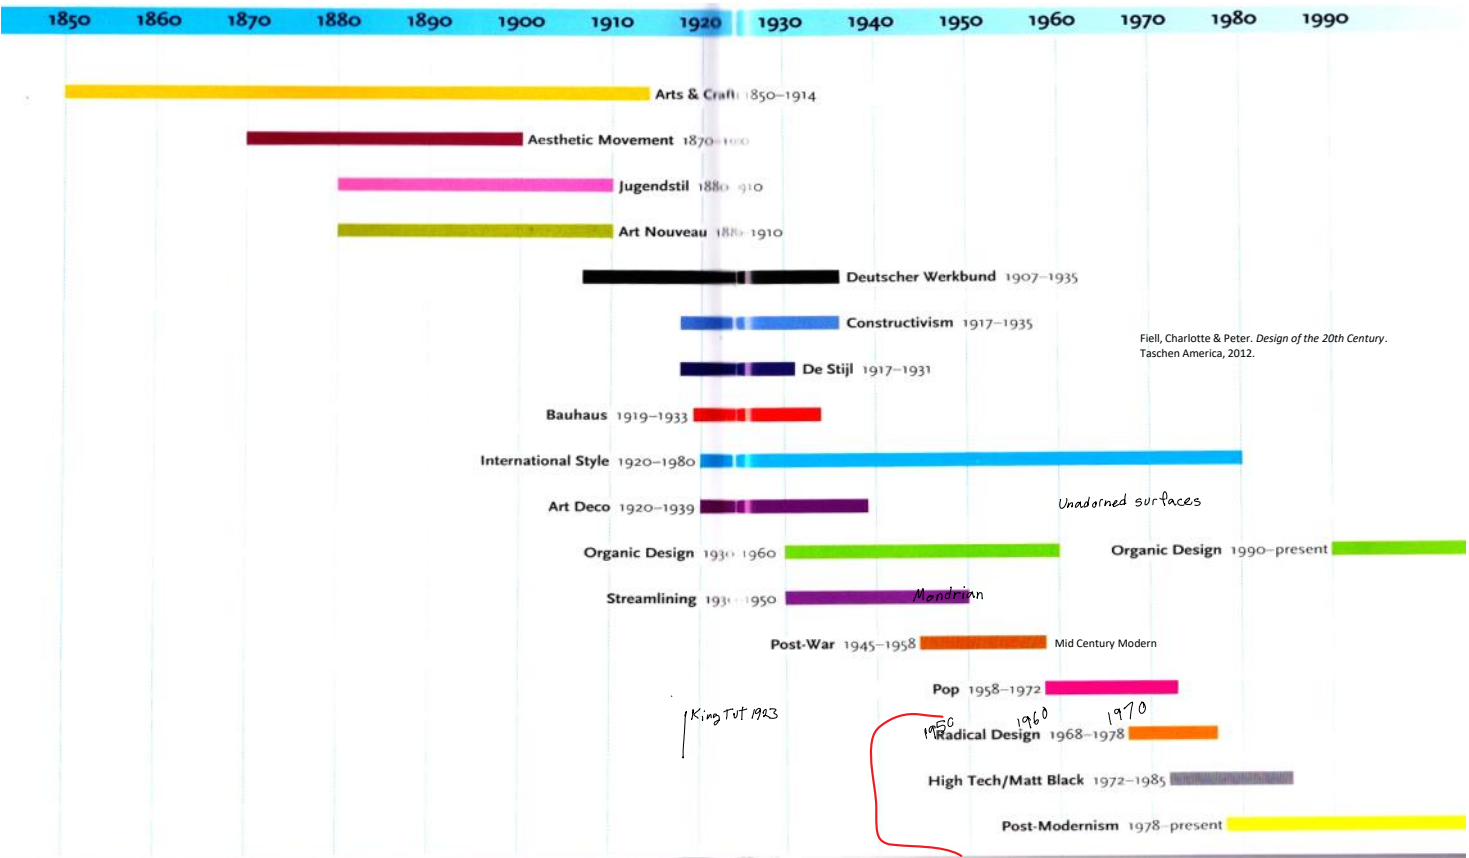 1850 1860 1870 1880 1890 1900 1910 1920 1930 1940 1950 1960 1970 1980 1990
Arts & Craft 1850–1914
Aesthetic Movement 1870–1900
Jugendstil 1880 910
Art Nouveau 1880–1910
Deutscher Werkbund 1907–1935
Constructivism 1917–1935
Fiell, Charlotte & Peter. Design of the 20th Century.
Taschen America, 2012.
De Stijl 1917–1931
Bauhaus 1919–1933
International Style 1920–1980
Art Deco 1920–1939
Unadorned surfaces
Organic Design 1930 1960
Organic Design 1990–present
Streamlining 1930–1950
Mondrian
Post-War 1945–1958
Mid Century Modern
Pop 1958–1972
King Tut 1923
1950 1960 1970
Radical Design 1968–1978
High Tech/Matt Black 1972–1985
Post-Modernism 1978–present